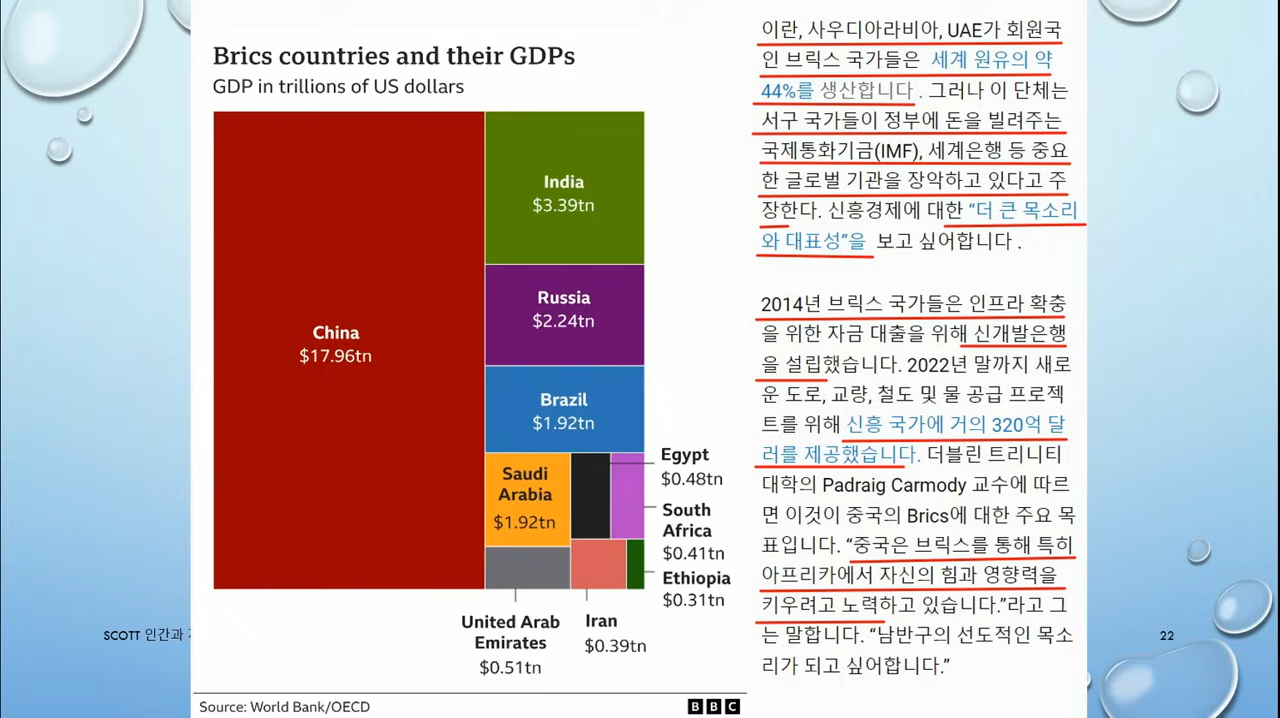 Brics countries and their GDPs
GDP in trillions of US dollars
China
$17.96tn
India
$3.39tn
Russia
$2.24tn
Brazil
$1.92tn
Saudi
Arabia
$1.92tn
Egypt
$0.48tn
South
Africa
$0.41tn
Ethiopia
$0.31tn
United Arab
Emirates
$0.51tn
Iran
$0.39tn
Source: World Bank/OECD
BBC
이란, 사우디아라비아, UAE가 회원국
인 브릭스 국가들은 세계 원유의 약
44%를 생산합니다 . 그러나 이 단체는
서구 국가들이 정부에 돈을 빌려주는
국제통화기금(IMF), 세계은행 등 중요
한 글로벌 기관을 장악하고 있다고 주
장한다. 신흥경제에 대한 “더 큰 목소리
와 대표성”을 보고 싶어합니다 .
2014년 브릭스 국가들은 인프라 확충
을 위한 자금 대출을 위해 신개발은행
을 설립했습니다. 2022년 말까지 새로
운 도로, 교량, 철도 및 물 공급 프로젝
트를 위해 신흥 국가에 거의 320억 달
러를 제공했습니다. 더블린 트리니티
대학의 Padraig Carmody 교수에 따르
면 이것이 중국의 Brics에 대한 주요 목
표입니다. “중국은 브릭스를 통해 특히
아프리카에서 자신의 힘과 영향력을
키우려고 노력하고 있습니다.”라고 그
는 말합니다. “남반구의 선도적인 목소
리가 되고 싶어합니다.”
SCOTT 인간과
22